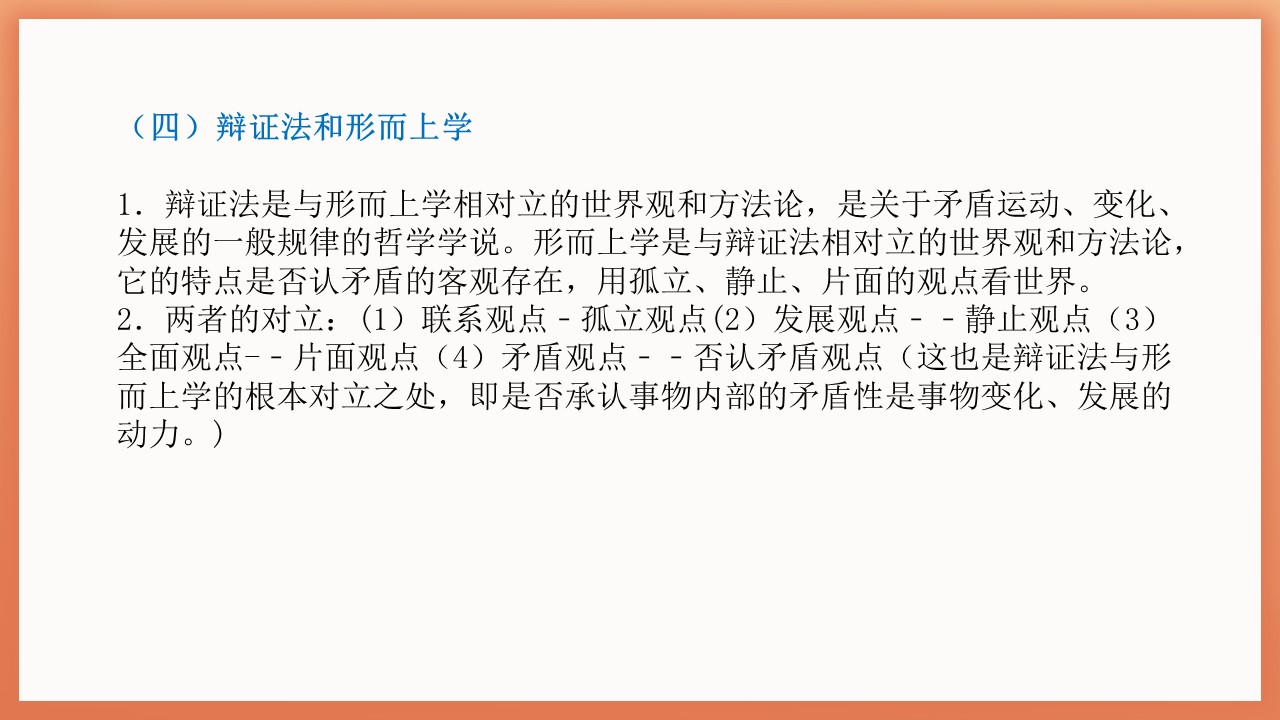 （四）辩证法和形而上学
1．辩证法是与形而上学相对立的世界观和方法论，是关于矛盾运动、变化、
发展的一般规律的哲学学说。形而上学是与辩证法相对立的世界观和方法论，
它的特点是否认矛盾的客观存在，用孤立、静止、片面的观点看世界。
2．两者的对立：(1）联系观点－孤立观点(2）发展观点－－静止观点（3）
全面观点-－片面观点（4）矛盾观点－－否认矛盾观点（这也是辩证法与形
而上学的根本对立之处，即是否承认事物内部的矛盾性是事物变化、发展的
动力。)